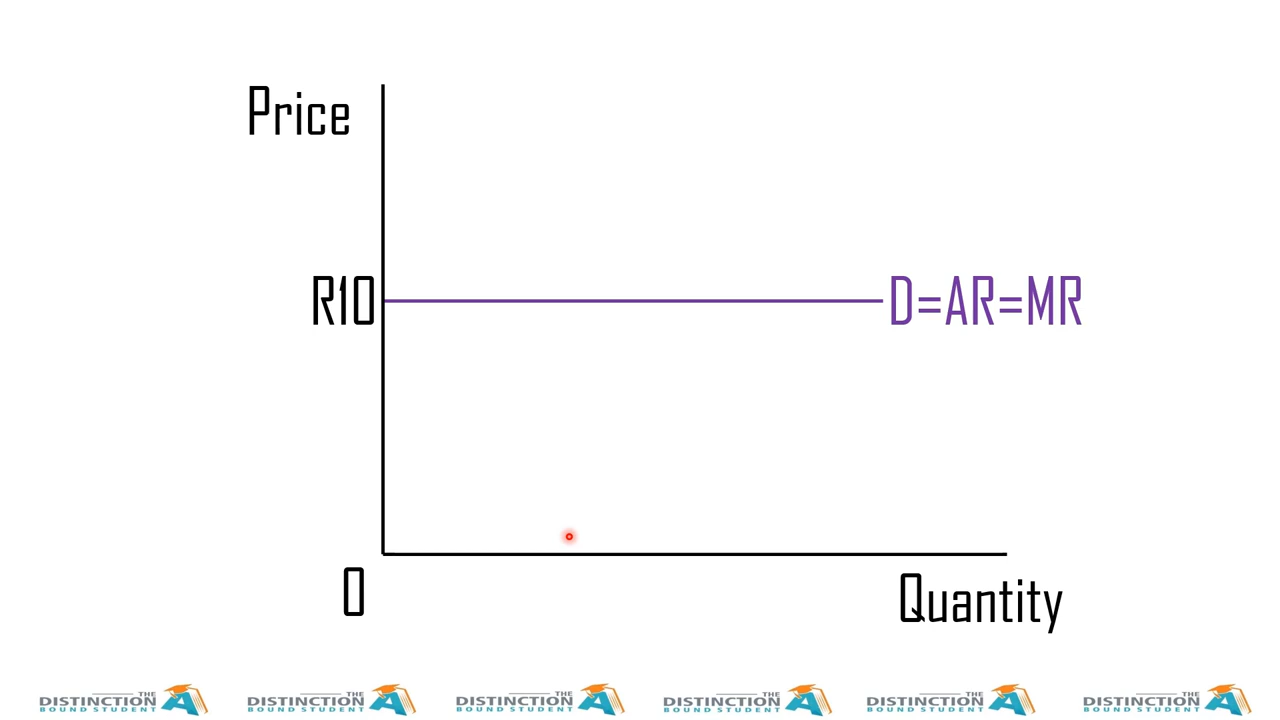 Price
R10
D=AR=MR
0
Quantity
THE
DISTINCTION
BOUND STUDENT
THE
DISTINCTION
BOUND STUDENT
THE
DISTINCTION
BOUND STUDENT
THE
DISTINCTION
BOUND STUDENT
THE
DISTINCTION
BOUND STUDENT
THE
DISTINCTION
BOUND STUDENT